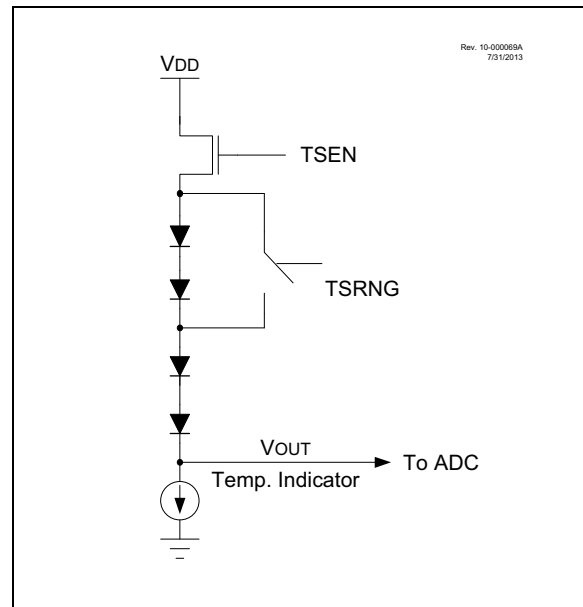 Rev. 10-000069A
7/31/2013
VDD
TSEN
TSRNG
VOUT
Temp. Indicator
To ADC